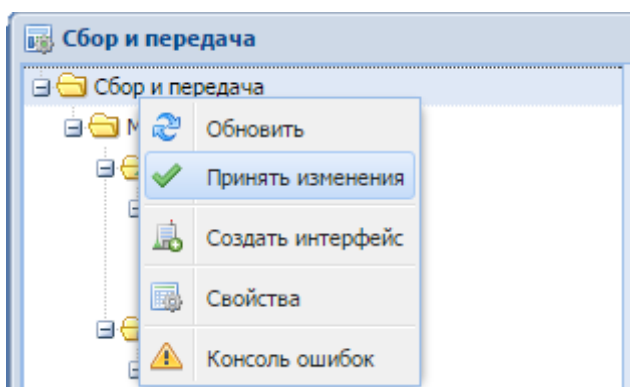 Сбор и передача
Сбор и передача
Обновить
Принять изменения
Создать интерфейс
Свойства
Консоль ошибок